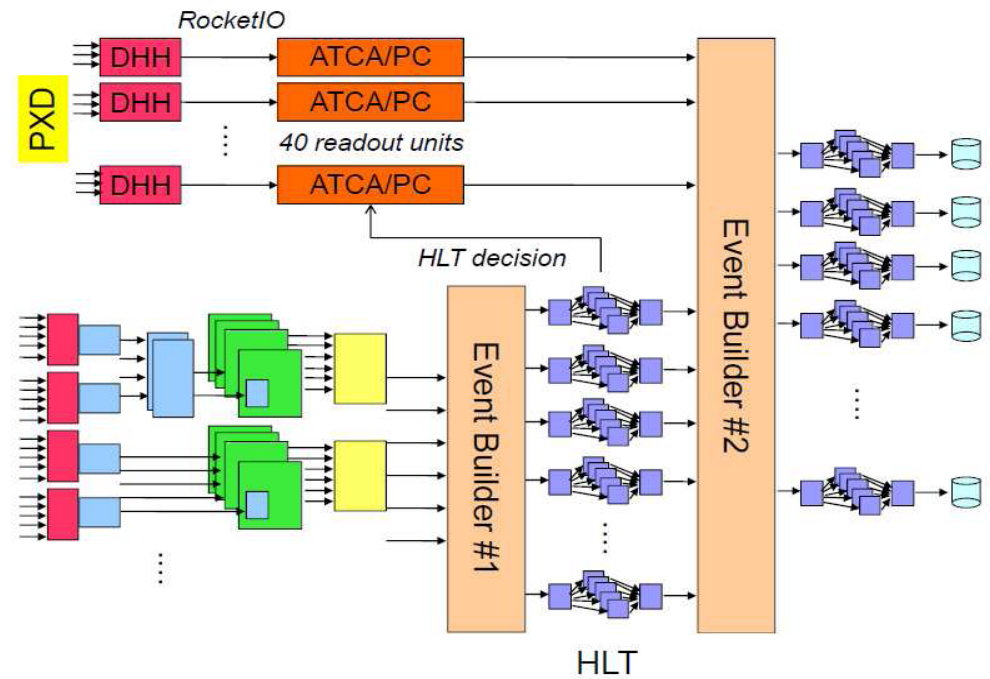 RocketIO
PXD
DHH
ATCA/PC
DHH
ATCA/PC
40 readout units
DHH
ATCA/PC
HLT decision
Event Builder #1
Event Builder #2
HLT